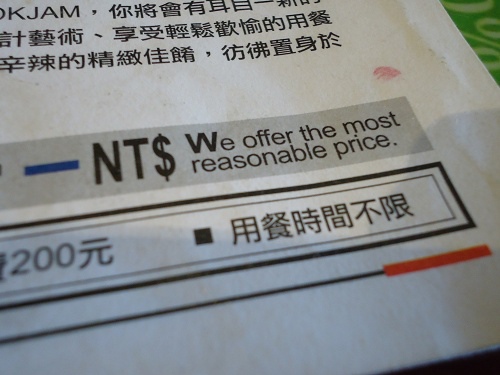 OKJAM，你將會有耳目一新的
計藝術、享受輕鬆歡愉的用餐
辛辣的精緻佳餚，彷彿置身於
NT$ We offer the most
reasonable price.
費200元 ■ 用餐時間不限